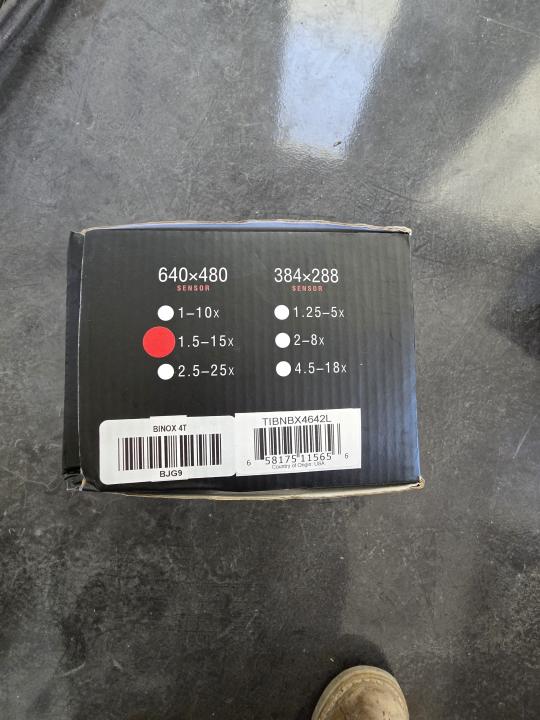 640×480
SENSOR
1–10x
1.5–15x
2.5–25x
384×288
SENSOR
1.25–5x
2–8x
4.5–18x
BINOX 4T
BJG9
TIBNBX4642L
6 58175 11565 6
Country of Origin: USA